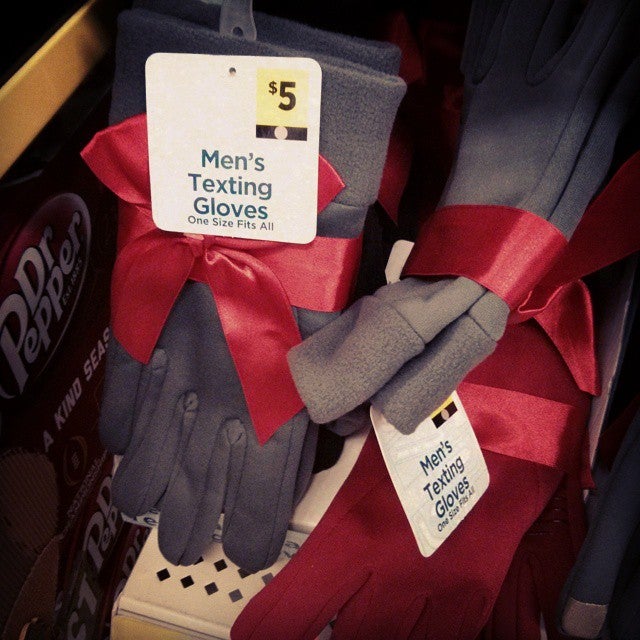 $5
Men's
Texting
Gloves
One Size Fits All
Dr
Pepper
A KIND SEAS
Men's
Texting
Gloves
One Size Fits All
$1